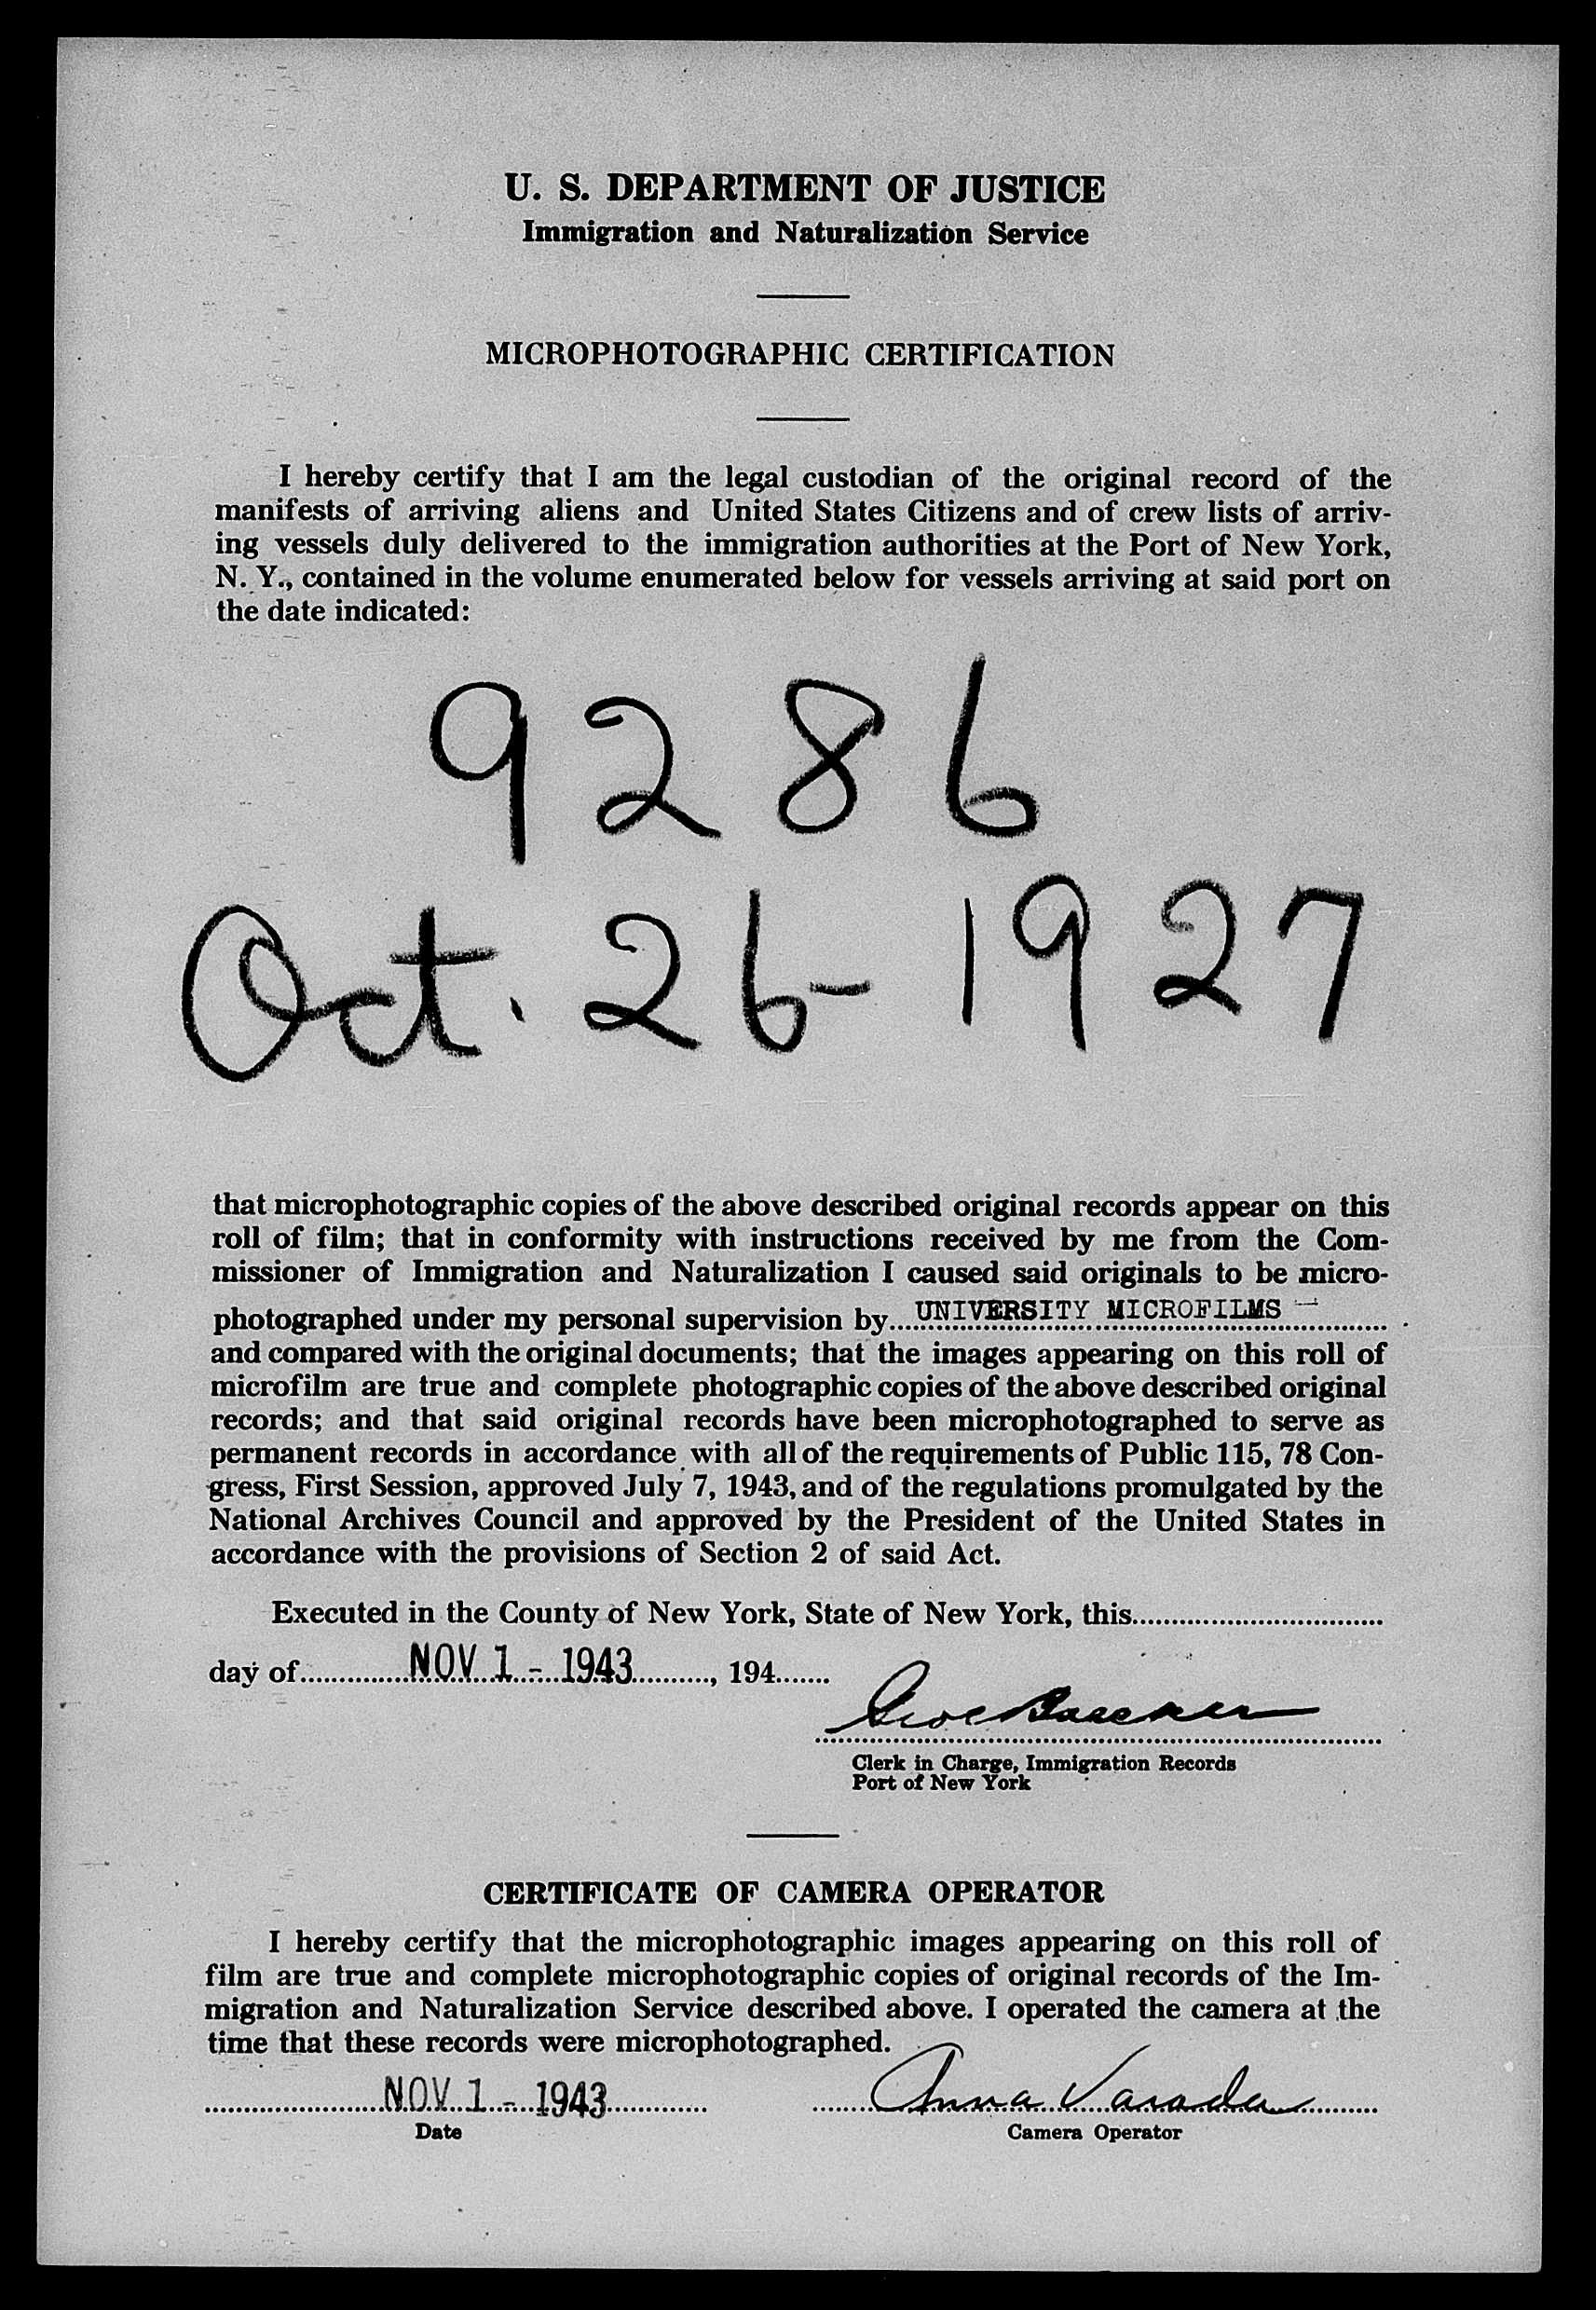 U. S. DEPARTMENT OF JUSTICE
Immigration and Naturalization Service
MICROPHOTOGRAPHIC CERTIFICATION
I hereby certify that I am the legal custodian of the original record of the
manifests of arriving aliens and United States Citizens and of crew lists of arriv-
ing vessels duly delivered to the immigration authorities at the Port of New York,
N. Y., contained in the volume enumerated below for vessels arriving at said port on
the date indicated:
9286
Oct. 26-1927
that microphotographic copies of the above described original records appear on this
roll of film; that in conformity with instructions received by me from the Com-
missioner of Immigration and Naturalization I caused said originals to be micro-
photographed under my personal supervision by UNIVERSITY MICROFILMS -
and compared with the original documents; that the images appearing on this roll of
microfilm are true and complete photographic copies of the above described original
records; and that said original records have been microphotographed to serve as
permanent records in accordance with all of the requirements of Public 115, 78 Con-
gress, First Session, approved July 7, 1943, and of the regulations promulgated by the
National Archives Council and approved by the President of the United States in
accordance with the provisions of Section 2 of said Act.
Executed in the County of New York, State of New York, this
day of NOV 1 - 1943, 194
Clerk in Charge, Immigration Records
Port of New York
CERTIFICATE OF CAMERA OPERATOR
I hereby certify that the microphotographic images appearing on this roll of
film are true and complete microphotographic copies of original records of the Im-
migration and Naturalization Service described above. I operated the camera at the
time that these records were microphotographed.
NOV 1 - 1943 Anna
Date Camera Operator